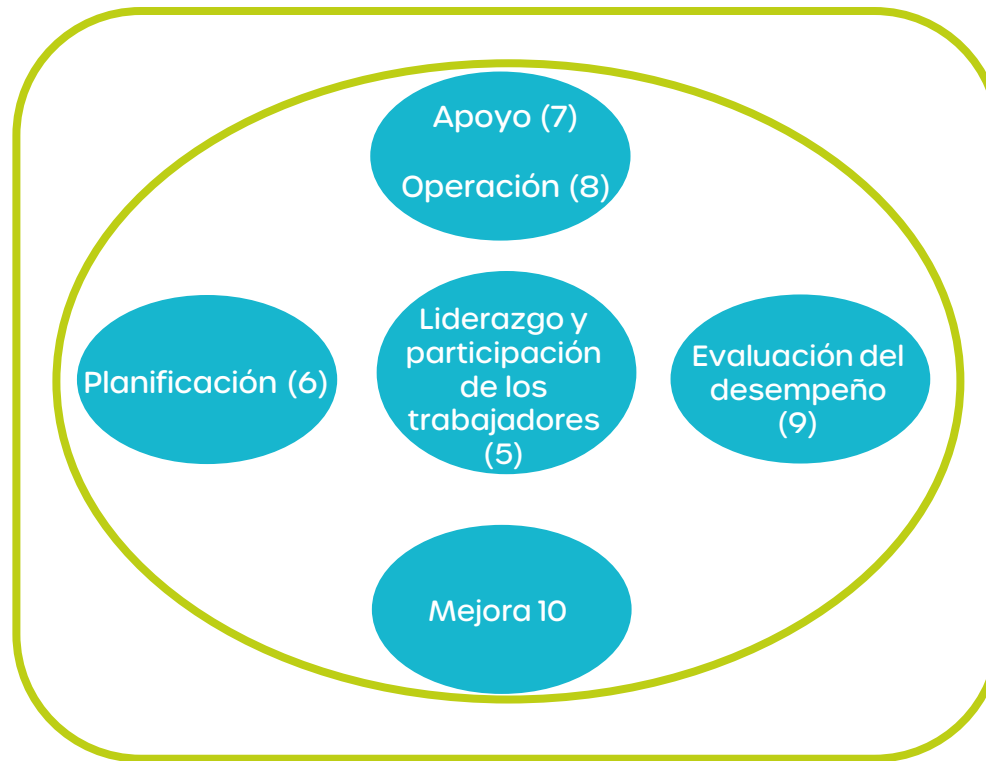 Apoyo (7)
Operación (8)
Planificación (6)
Liderazgo y
participación
de los
trabajadores
(5)
Evaluación del
desempeño
(9)
Mejora 10